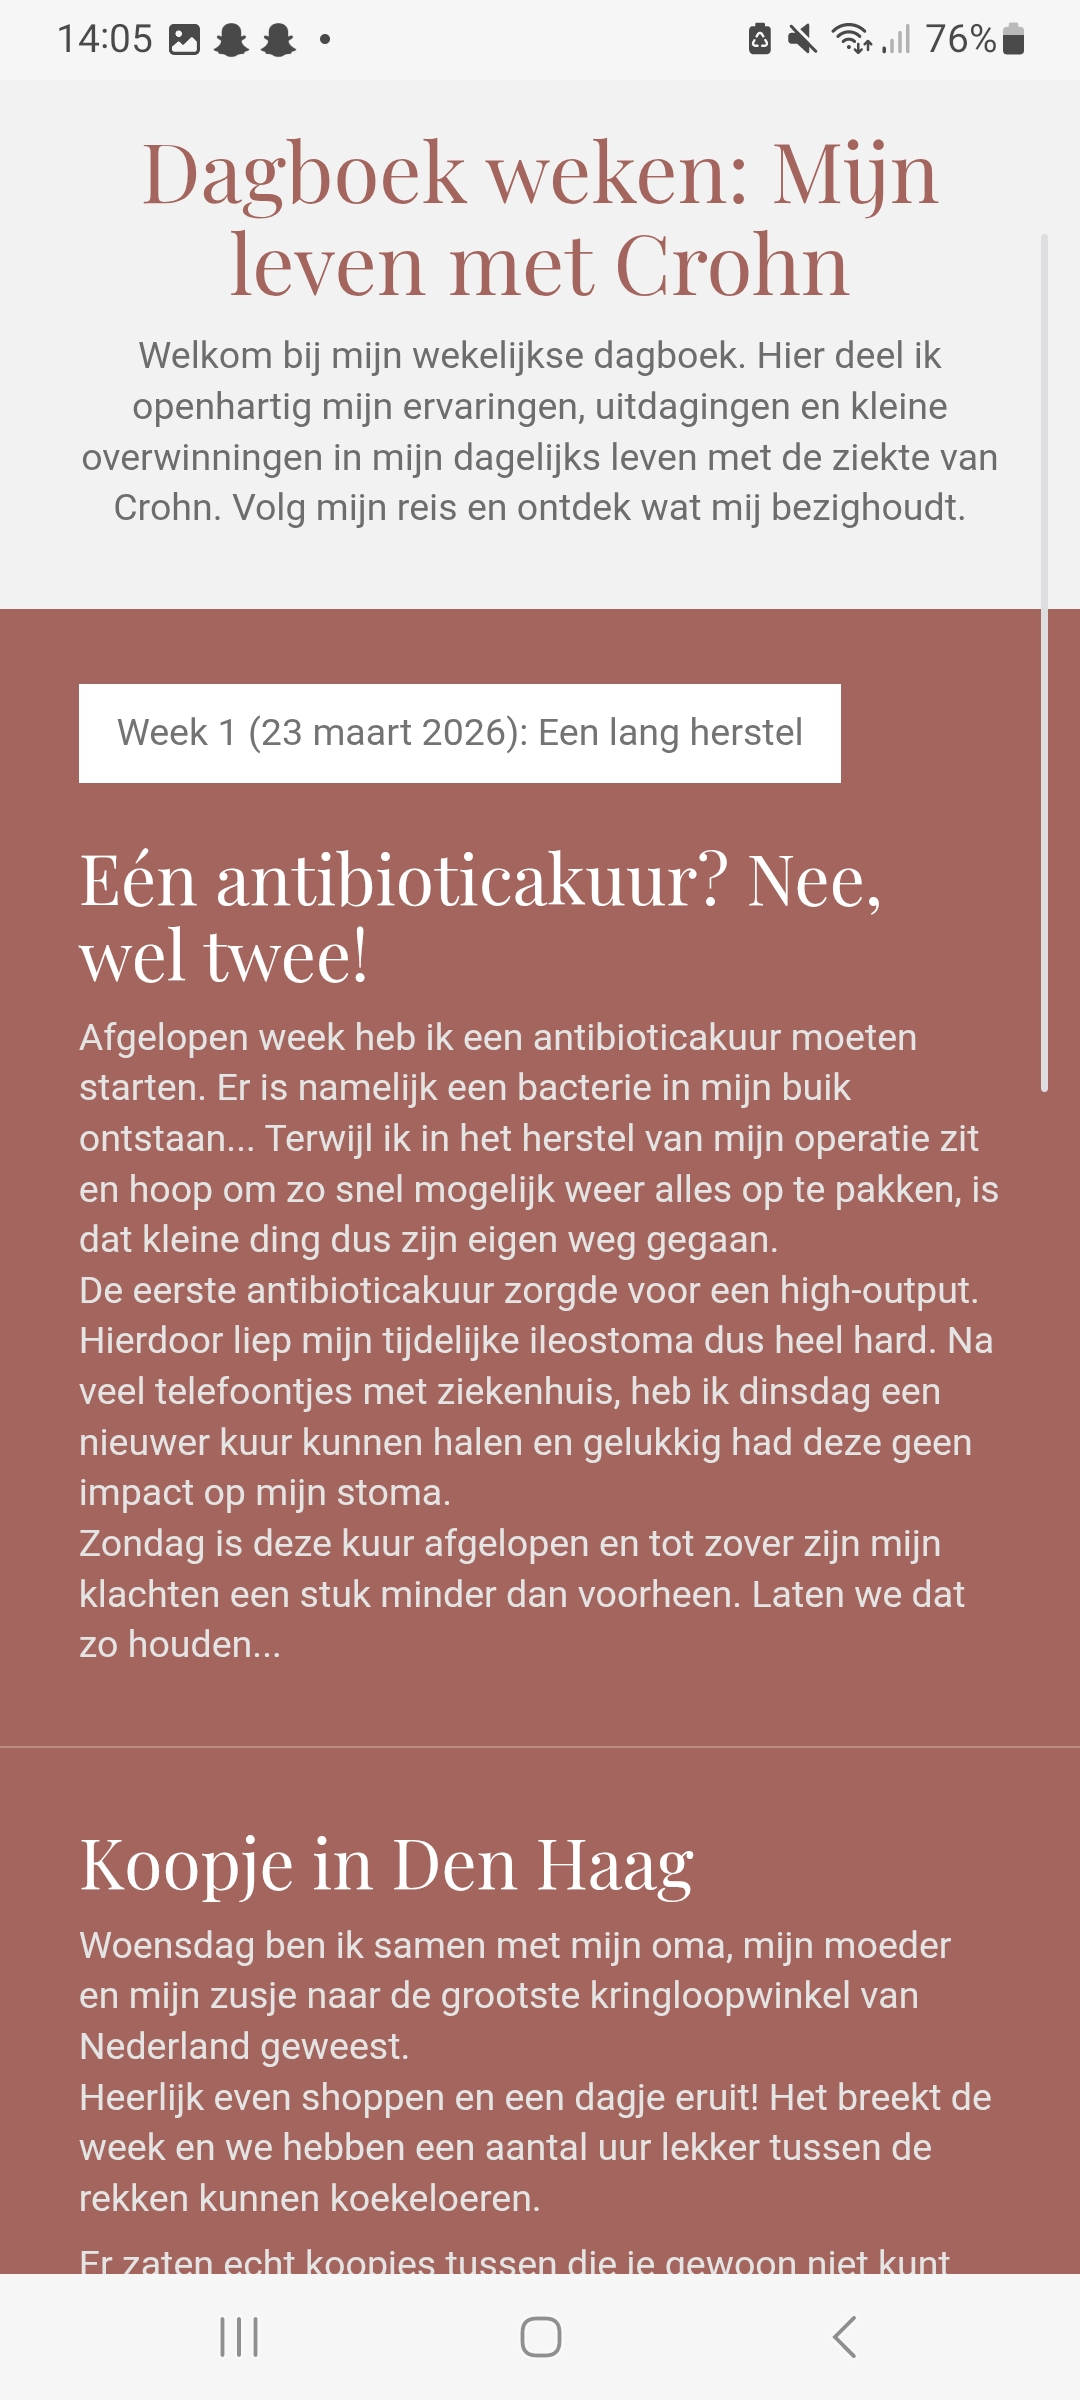 14:05
76%
Dagboek weken: Mijn
leven met Crohn
Welkom bij mijn wekelijkse dagboek. Hier deel ik
openhartig mijn ervaringen, uitdagingen en kleine
overwinningen in mijn dagelijks leven met de ziekte van
Crohn. Volg mijn reis en ontdek wat mij bezighoudt.
Week 1 (23 maart 2026): Een lang herstel
Eén antibioticakuur? Nee,
wel twee!
Afgelopen week heb ik een antibioticakuur moeten
starten. Er is namelijk een bacterie in mijn buik
ontstaan... Terwijl ik in het herstel van mijn operatie zit
en hoop om zo snel mogelijk weer alles op te pakken, is
dat kleine ding dus zijn eigen weg gegaan.
De eerste antibioticakuur zorgde voor een high-output.
Hierdoor liep mijn tijdelijke ileostoma dus heel hard. Na
veel telefoontjes met ziekenhuis, heb ik dinsdag een
nieuwer kuur kunnen halen en gelukkig had deze geen
impact op mijn stoma.
Zondag is deze kuur afgelopen en tot zover zijn mijn
klachten een stuk minder dan voorheen. Laten we dat
zo houden...
Koopje in Den Haag
Woensdag ben ik samen met mijn oma, mijn moeder
en mijn zusje naar de grootste kringloopwinkel van
Nederland geweest.
Heerlijk even shoppen en een dagje eruit! Het breekt de
week en we hebben een aantal uur lekker tussen de
rekken kunnen koekeloeren.
Er zaten echt koopjes tussen die je gewoon niet kunt